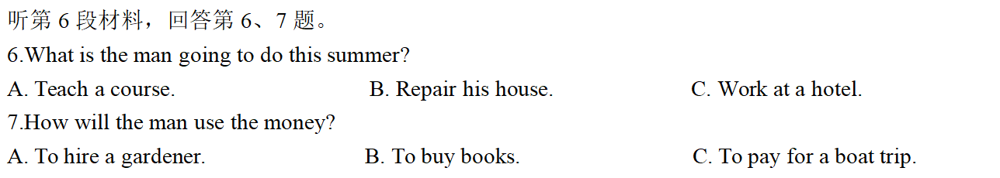 听第 6 段材料，回答第 6、7 题。
6.What is the man going to do this summer?
A. Teach a course. B. Repair his house. C. Work at a hotel.
7.How will the man use the money?
A. To hire a gardener. B. To buy books. C. To pay for a boat trip.